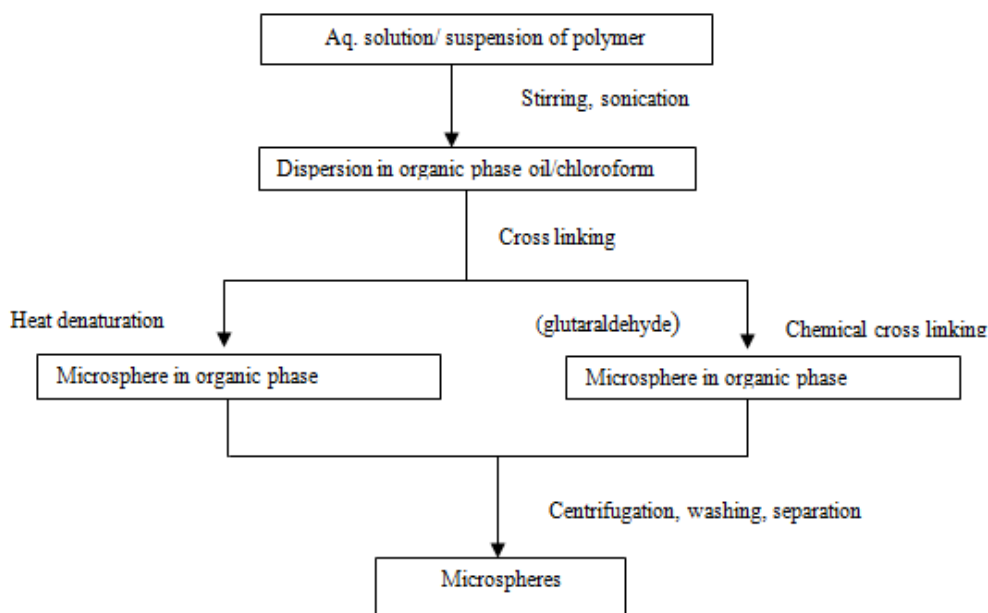 Aq. solution/ suspension of polymer
Stirring, sonication
Dispersion in organic phase oil/chloroform
Cross linking
Heat denaturation
(glutaraldehyde)
Chemical cross linking
Microsphere in organic phase
Microsphere in organic phase
Centrifugation, washing, separation
Microspheres